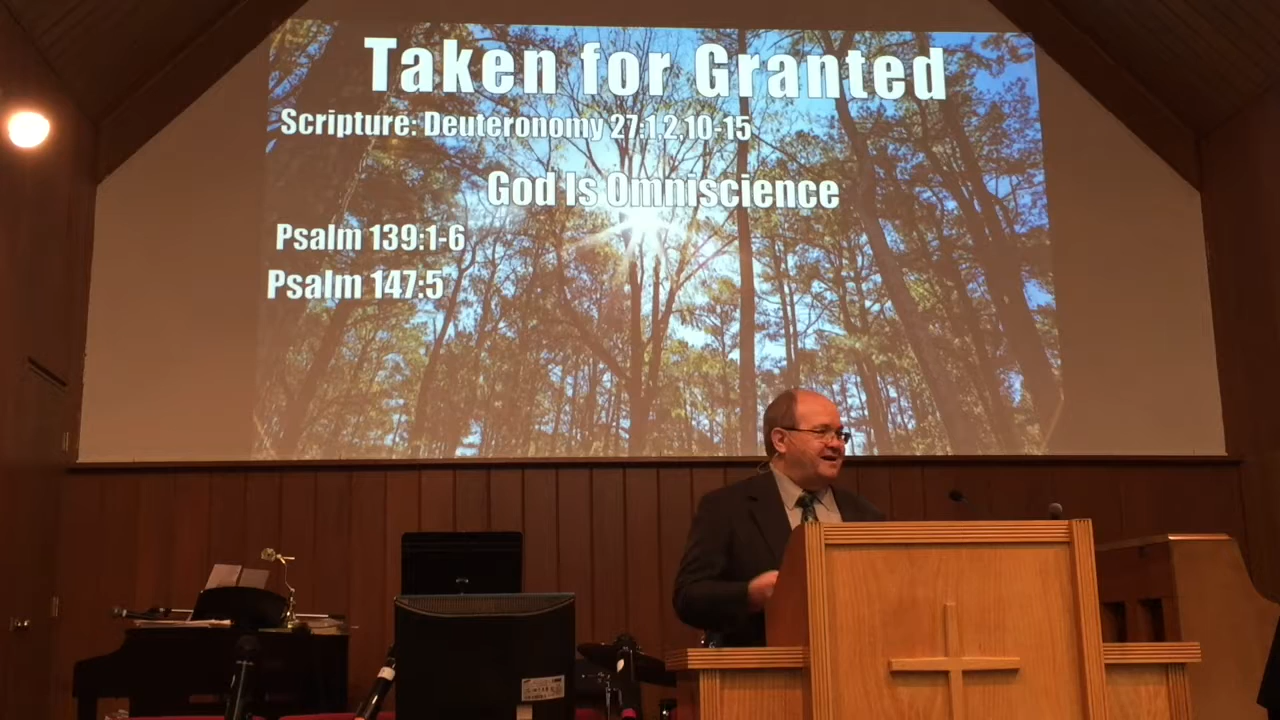 Taken for Granted
Scripture: Deuteronomy 27:1,2,10-15
God Is Omniscience
Psalm 139:1-6
Psalm 147:5